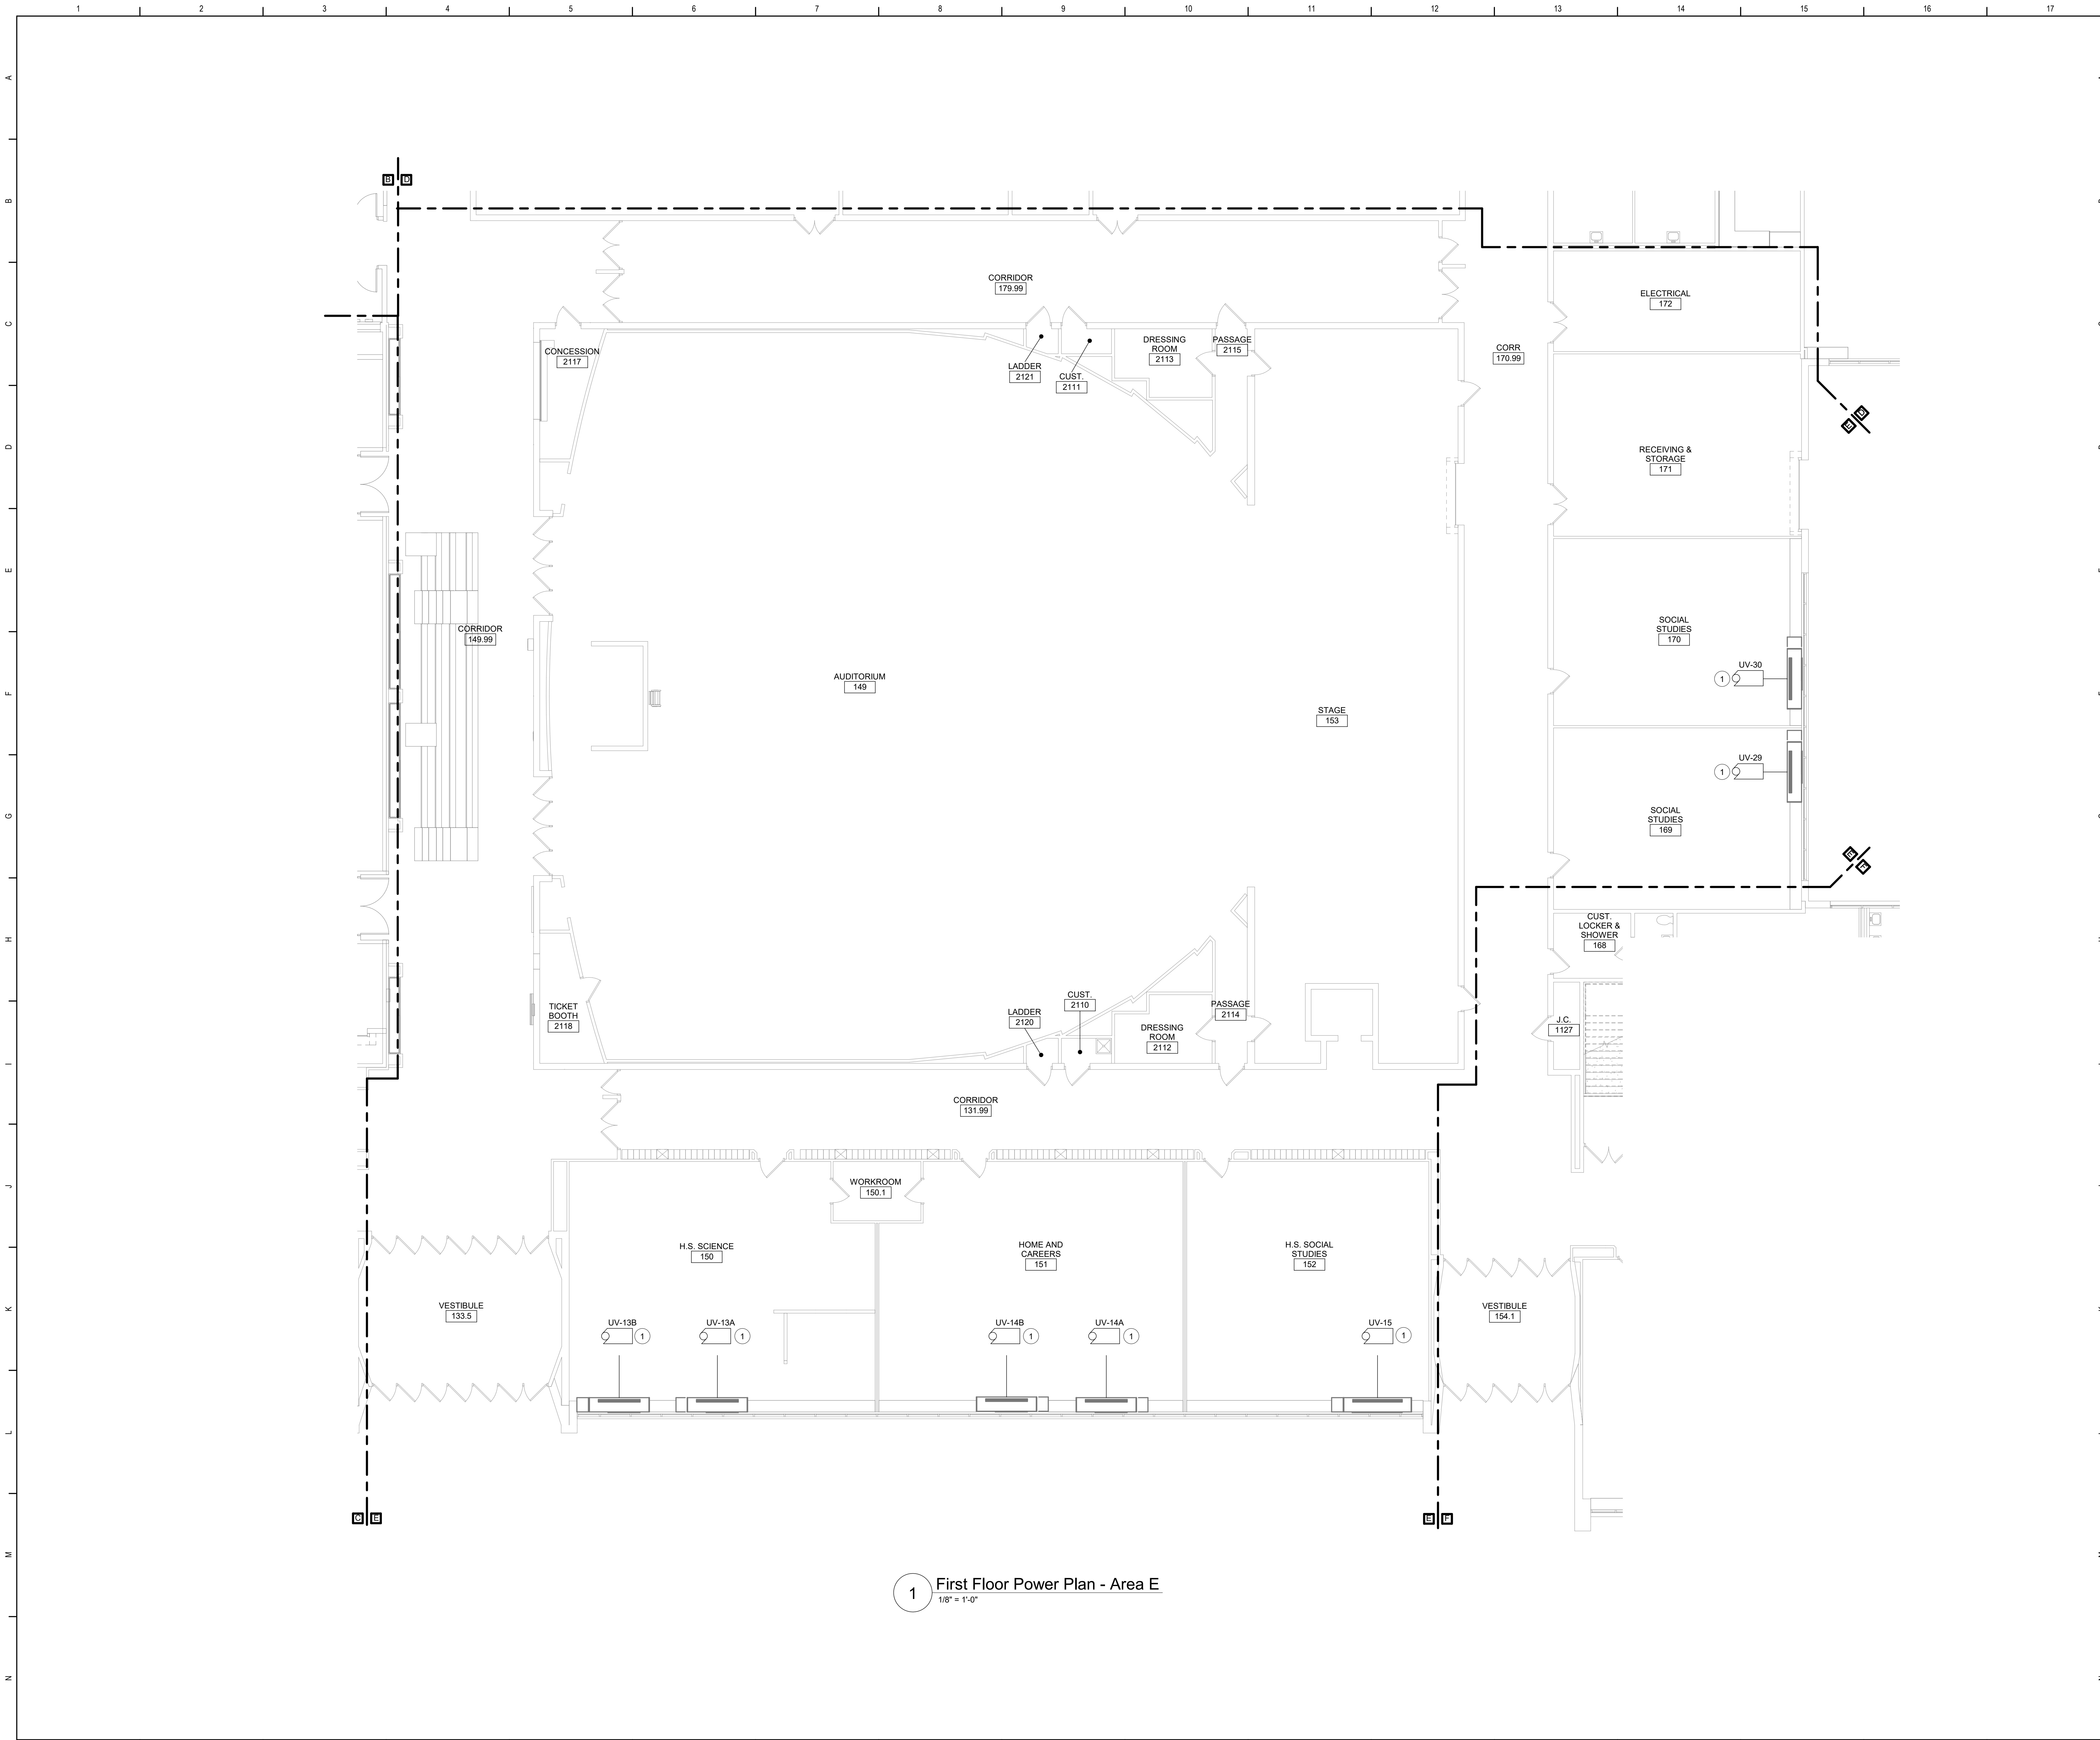 1 2 3 4 5 6 7 8 9 10 11 12 13 14 15 16 17
A
B
C
D
E
F
G
H
I
J
K
L
M
N
B D
CORRIDOR
179.99
ELECTRICAL
172
CONCESSION
2117
LADDER
2121
CUST.
2111
DRESSING
ROOM
2113
PASSAGE
2115
CORR
170.99
E D
RECEIVING &
STORAGE
171
CORRIDOR
149.99
SOCIAL
STUDIES
170
UV-30
1
AUDITORIUM
149
STAGE
153
UV-29
1
SOCIAL
STUDIES
169
E F
CUST.
LOCKER &
SHOWER
168
TICKET
BOOTH
2118
LADDER
2120
CUST.
2110
DRESSING
ROOM
2112
PASSAGE
2114
J.C.
1127
CORRIDOR
131.99
WORKROOM
150.1
H.S. SCIENCE
150
HOME AND
CAREERS
151
H.S. SOCIAL
STUDIES
152
VESTIBULE
133.5
VESTIBULE
154.1
UV-13B
1
UV-13A
1
UV-14B
1
UV-14A
1
UV-15
1
C E
E F
1
First Floor Power Plan - Area E
1/8" = 1'-0"